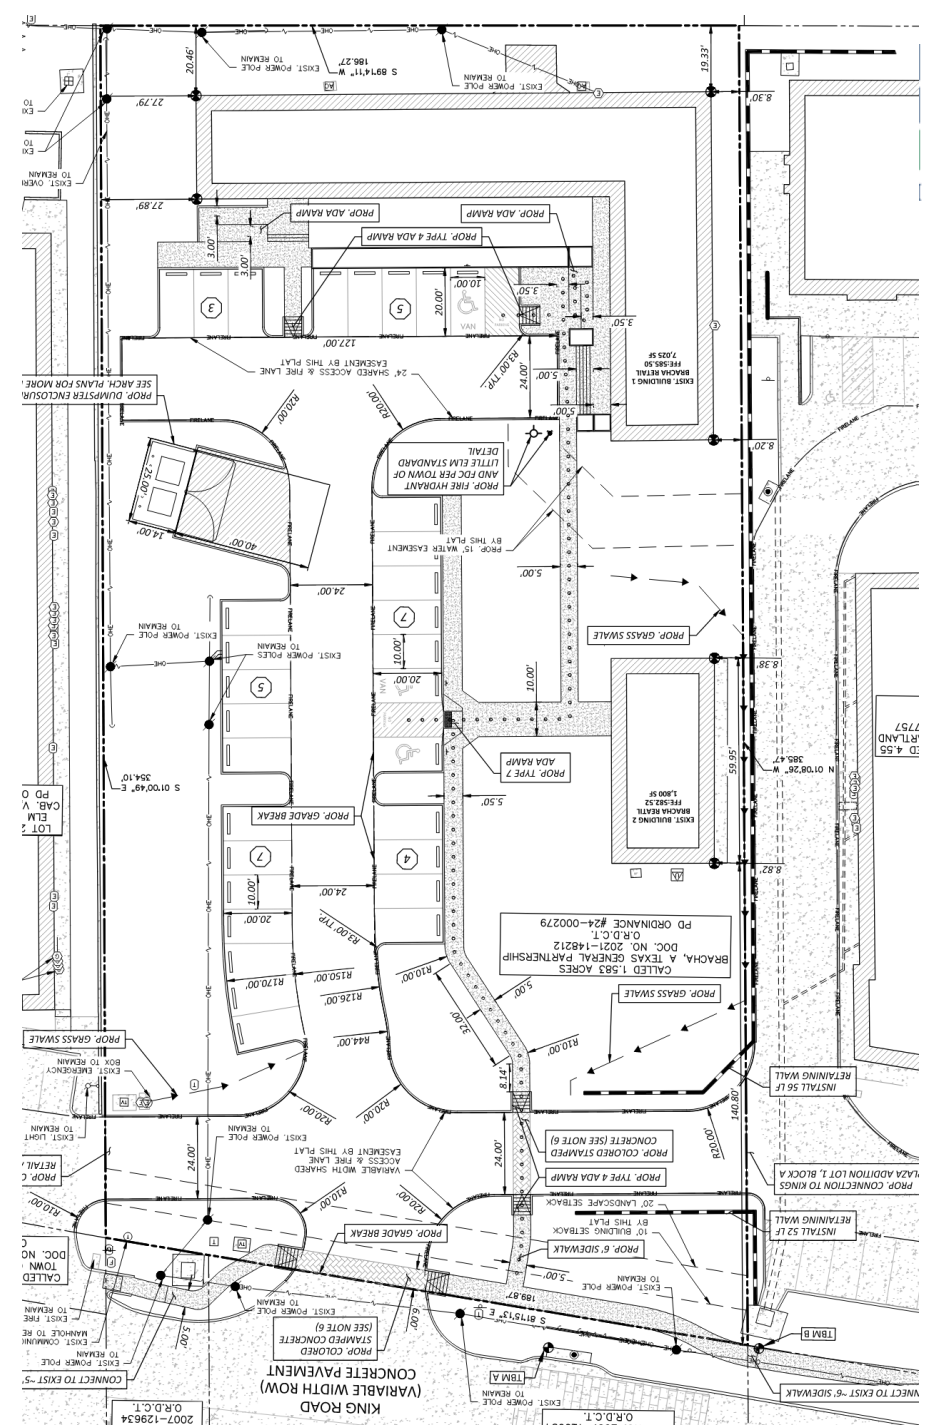 S 89°14'11" W
186.27'
20.46'
19.33'
EXIST. POWER POLE
TO REMAIN
EXIST. POWER POLE
TO REMAIN
27.79'
8.30'
27.89'
PROP. ADA RAMP
PROP. ADA RAMP
PROP. TYPE 4 ADA RAMP
3.00'
3.00'
3
5
20.00'
10.00'
VAN
3.50'
3.50'
FIRELANE
127.00'
R3.00' TYP.
24.00'
5.00'
5.00'
24' SHARED ACCESS & FIRE LANE
EASEMENT BY THIS PLAT
EXIST. BUILDING 1
BRACHA RETAIL
FFE:585.50
7,025 SF
PROP. DUMPSTER ENCLOSURE
SEE ARCH. PLANS FOR MORE
R20.00'
R20.00'
8.20'
PROP. FIRE HYDRANT
AND FDC PER TOWN OF
LITTLE ELM STANDARD
DETAIL
25.00'
14.00'
40.00'
PROP. 15' WATER EASEMENT
BY THIS PLAT
24.00'
5.00'
PROP. GRASS SWALE
EXIST. POWER POLE
TO REMAIN
EXIST. POWER POLES
TO REMAIN
7
10.00'
20.00'
VAN
5
10.00'
8.38'
PROP. TYPE 7
ADA RAMP
5.50'
59.95'
N 01°08'26" W
385.47'
S 01°00'49" E
354.10'
PROP. GRADE BREAK
EXIST. BUILDING 2
BRACHA REATIL
FFE:582.52
1,800 SF
7
4
10.00'
20.00'
24.00'
8.82'
R3.00' TYP.
CALLED 1.583 ACRES
BRACHA, A TEXAS GENERAL PARTNERSHIP
DOC. NO. 2021-148212
O.R.D.C.T.
PD ORDINANCE #24-000279
R170.00'
R150.00'
R126.00'
R10.00'
5.00'
32.00'
PROP. GRASS SWALE
PROP. GRASS SWALE
R44.00'
R10.00'
8.14'
EXIST. EMERGENCY
BOX TO REMAIN
INSTALL 56 LF
RETAINING WALL
140.80'
R20.00'
R20.00'
R20.00'
EXIST. POWER POLE
TO REMAIN
24.00'
24.00'
VARIABLE WIDTH SHARED
ACCESS & FIRE LANE
EASEMENT BY THIS PLAT
PROP. COLORED STAMPED
CONCRETE (SEE NOTE 6)
PROP. TYPE 4 ADA RAMP
PROP. CONNECTION TO KINGS
PLAZA ADDITION LOT 1, BLOCK A
R10.00'
R10.00'
R20.00'
20' LANDSCAPE SETBACK
10' BUILDING SETBACK
BY THIS PLAT
INSTALL 52 LF
RETAINING WALL
PROP. GRADE BREAK
PROP. 6' SIDEWALK
5.00'
189.87'
S 81°15'13" E
EXIST. POWER POLE
TO REMAIN
EXIST. POWER POLE
TO REMAIN
5.00'
6.00'
PROP. COLORED
STAMPED CONCRETE
(SEE NOTE 6)
TBM A
TBM B
EXIST. POWER POLE
TO REMAIN
EXIST. POWER POLE
TO REMAIN
KING ROAD
(VARIABLE WIDTH ROW)
CONCRETE PAVEMENT
2007-129634
O.R.D.C.T.
O.R.D.C.T.